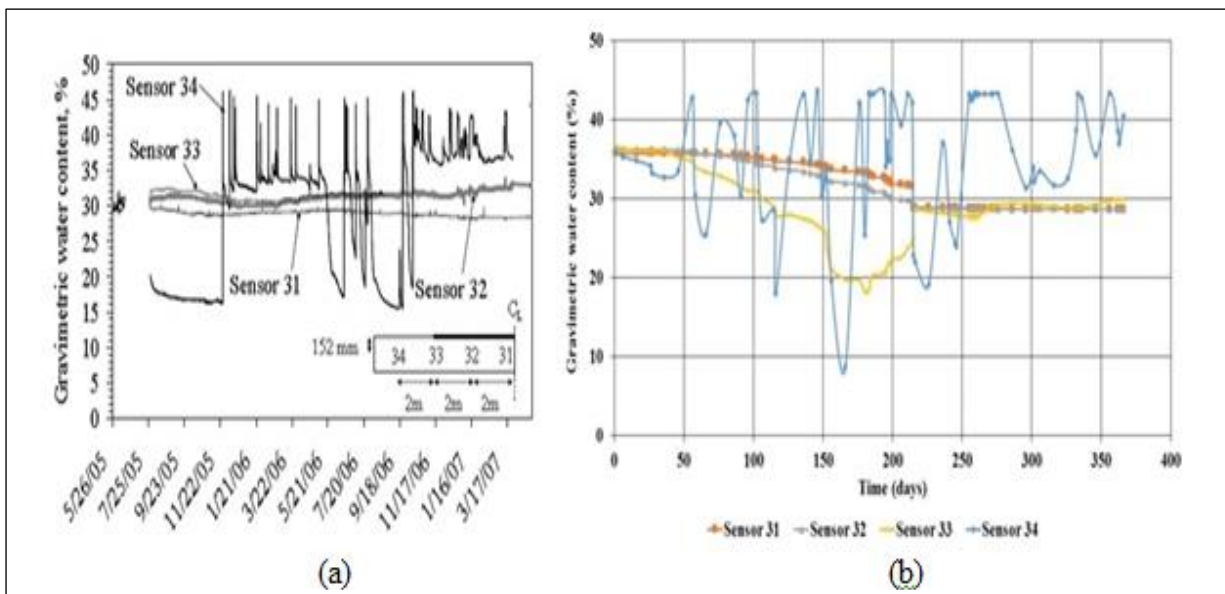 Gravimetric water content, %
50
45
40
35
30
25
20
15
10
5
0
Sensor 34
Sensor 33
Sensor 31
Sensor 32
CL
152 mm
34 33 32 31
2m 2m 2m
5/26/05
7/25/05
9/23/05
11/22/05
1/21/06
3/22/06
5/21/06
7/20/06
9/18/06
11/17/06
1/16/07
3/17/07
(a)
Gravimetric water content (%)
50
40
30
20
10
0
0 50 100 150 200 250 300 350 400
Time (days)
Sensor 31 Sensor 32 Sensor 33 Sensor 34
(b)